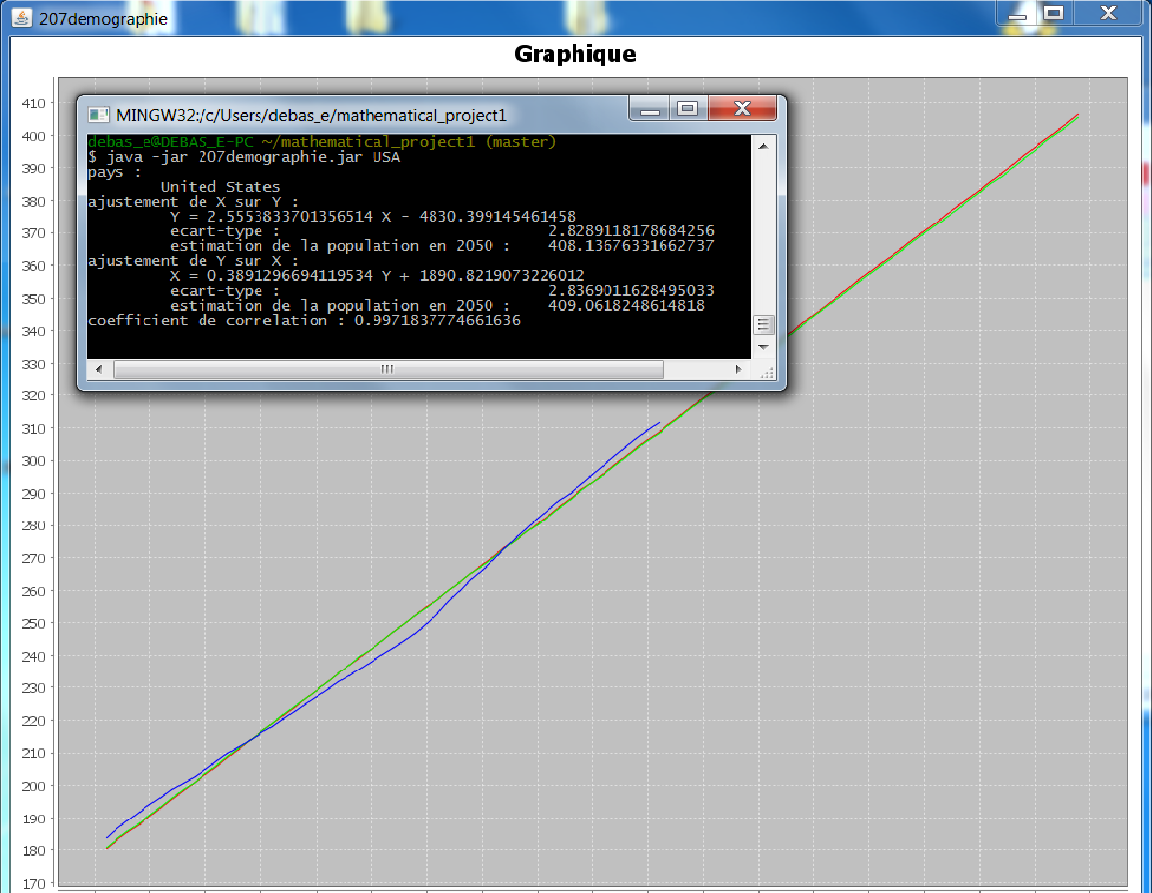 207demographie
Graphique
410
400
390
380
370
360
350
340
330
320
310
300
290
280
270
260
250
240
230
220
210
200
190
180
170
MINGW32:/c/Users/debas_e/mathematical_project1
debas_e@DEBAS_E-PC ~/mathematical_project1 (master)
$ java -jar 207demographie.jar USA
pays :
United States
ajustement de X sur Y :
Y = 2.5553833701356514 X - 4830.399145461458
ecart-type : 2.8289118178684256
estimation de la population en 2050 : 408.13676331662737
ajustement de Y sur X :
X = 0.3891296694119534 Y + 1890.8219073226012
ecart-type : 2.8369011628495033
estimation de la population en 2050 : 409.0618248614818
coefficient de correlation : 0.9971837774661636